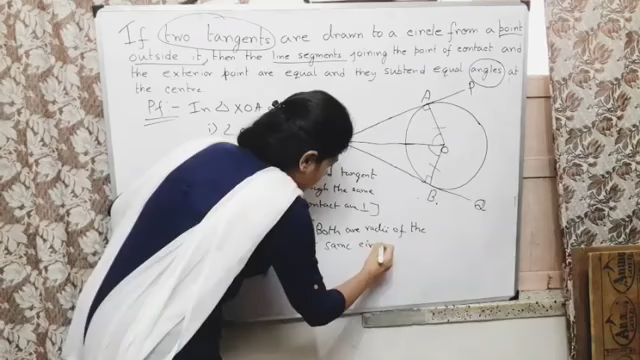 If two tangents are drawn to a circle from a point
outside it, then the line segments joining the point of contact and
the exterior point are equal and they subtend equal angles at
the centre
Pf - In △ XOA
i) ∠
tangent
the same
contact are ⊥]
Both are radii of the
same cir
A
P
O
B
Q